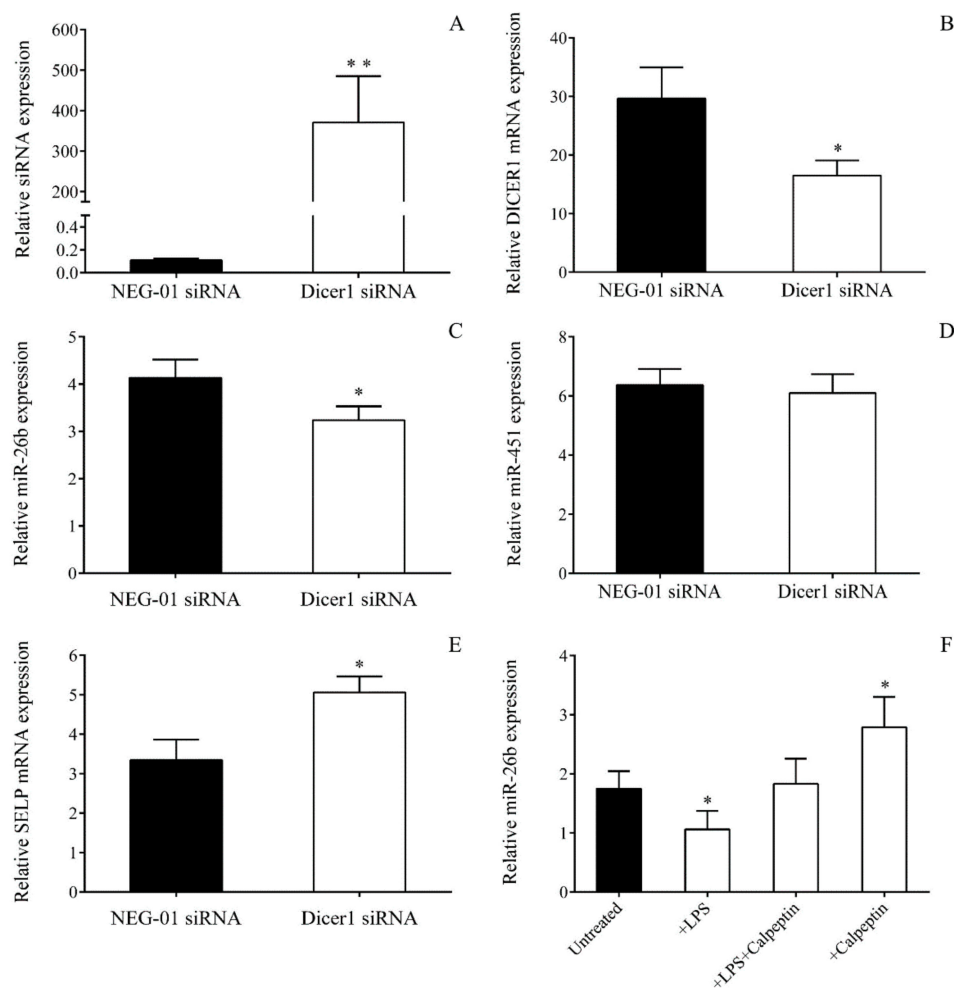 A
Relative siRNA expression
600
500
400
300
200
0.4
0.2
0.0
**
NEG-01 siRNA Dicer1 siRNA
B
Relative DICER1 mRNA expression
40
30
20
10
0
*
NEG-01 siRNA Dicer1 siRNA
C
Relative miR-26b expression
5
4
3
2
1
0
*
NEG-01 siRNA Dicer1 siRNA
D
Relative miR-451 expression
8
6
4
2
0
NEG-01 siRNA Dicer1 siRNA
E
Relative SELP mRNA expression
6
5
4
3
2
1
0
*
NEG-01 siRNA Dicer1 siRNA
F
Relative miR-26b expression
4
3
2
1
0
*
*
Untreated
+LPS
+LPS+Calpeptin
+Calpeptin